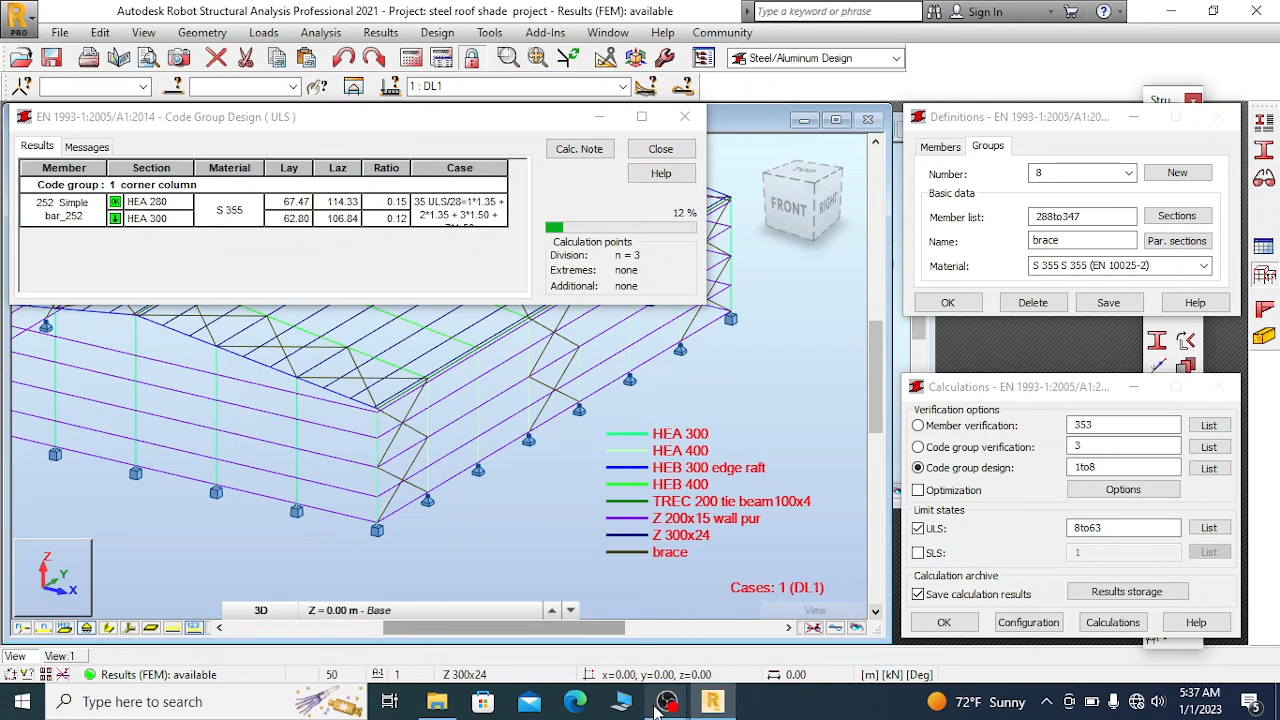 Autodesk Robot Structural Analysis Professional 2021 - Project: steel roof shade project - Results (FEM): available
Type a keyword or phrase
Sign In
PRO
File Edit View Geometry Loads Analysis Results Design Tools Add-Ins Window Help Community
Steel/Aluminum Design
1 : DL1
EN 1993-1:2005/A1:2014 - Code Group Design ( ULS )
Results Messages
Member Section Material Lay Laz Ratio Case
Code group : 1 corner column
252 Simple bar_252
HEA 280 67.47 114.33 0.15 35 ULS/28=1*1.35 +
S 355
HEA 300 62.80 106.84 0.12 2*1.35 + 3*1.50 +
Calc. Note Close
Help
12 %
Calculation points
Division: n = 3
Extremes: none
Additional: none
TOP
FRONT RIGHT
HEA 300
HEA 400
HEB 300 edge raft
HEB 400
TREC 200 tie beam100x4
Z 200x15 wall pur
Z 300x24
brace
Cases: 1 (DL1)
Z
Y
X
3D Z = 0.00 m - Base
View
Stru...
Definitions - EN 1993-1:2005/A1:20...
Members Groups
Number: 8 New
Basic data
Member list: 288to347 Sections
Name: brace Par. sections
Material: S 355 S 355 (EN 10025-2)
OK Delete Save Help
Calculations - EN 1993-1:2005/A1:2...
Verification options
Member verification: 353 List
Code group verification: 3 List
Code group design: 1to8 List
Optimization Options
Limit states
ULS: 8to63 List
SLS: 1 List
Calculation archive
Save calculation results Results storage
OK Configuration Calculations Help
View View:1
Results (FEM): available 50 1 Z 300x24 x=0.00, y=0.00, z=0.00 0.00 [m] [kN] [Deg]
Type here to search
72°F Sunny
5:37 AM
1/1/2023
5